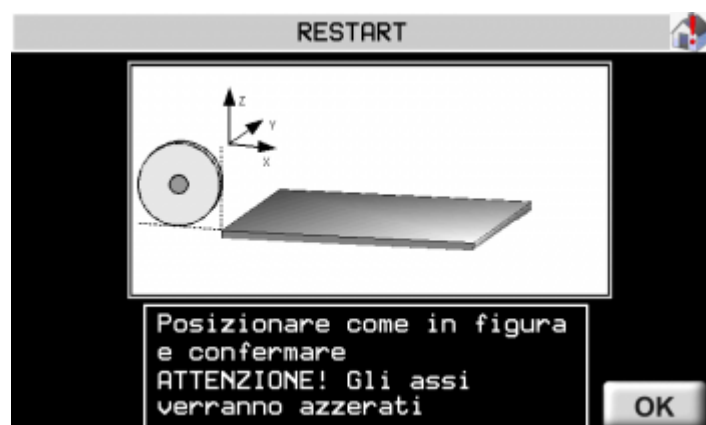 RESTART
Z
Y
X
Posizionare come in figura
e confermare
ATTENZIONE! Gli assi
verranno azzerati
OK